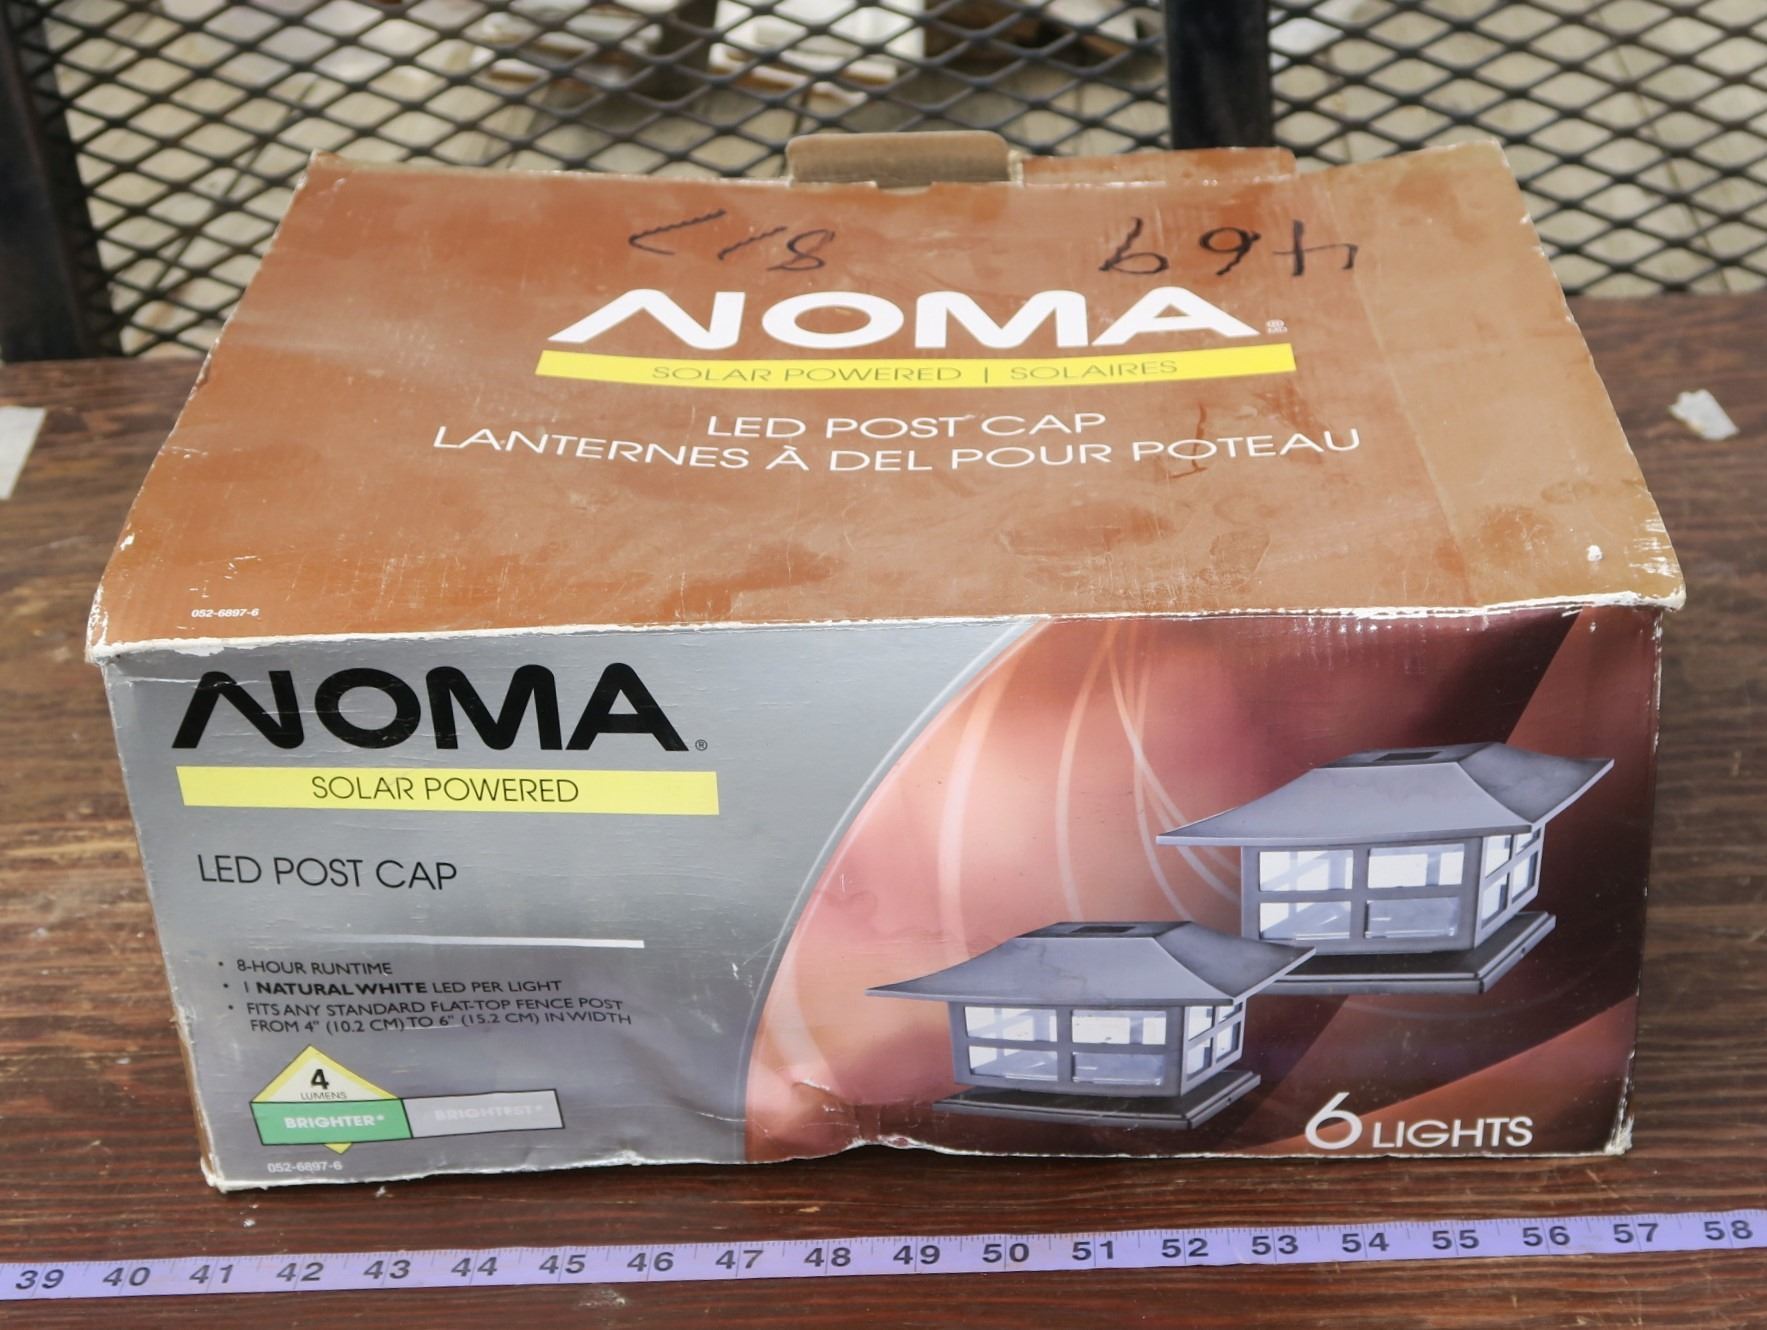 469
NOMA ®MD
SOLAR POWERED | SOLAIRES
LED POST CAP
LANTERNES À DEL POUR POTEAU
052-6897-6
NOMA®
SOLAR POWERED
LED POST CAP
• 8-HOUR RUNTIME
• 1 NATURAL WHITE LED PER LIGHT
• FITS ANY STANDARD FLAT-TOP FENCE POST
FROM 4" (10.2 CM) TO 6" (15.2 CM) IN WIDTH
4
LUMENS
BRIGHTER* BRIGHTEST*
052-6897-6
6 LIGHTS
39 40 41 42 43 44 45 46 47 48 49 50 51 52 53 54 55 56 57 58